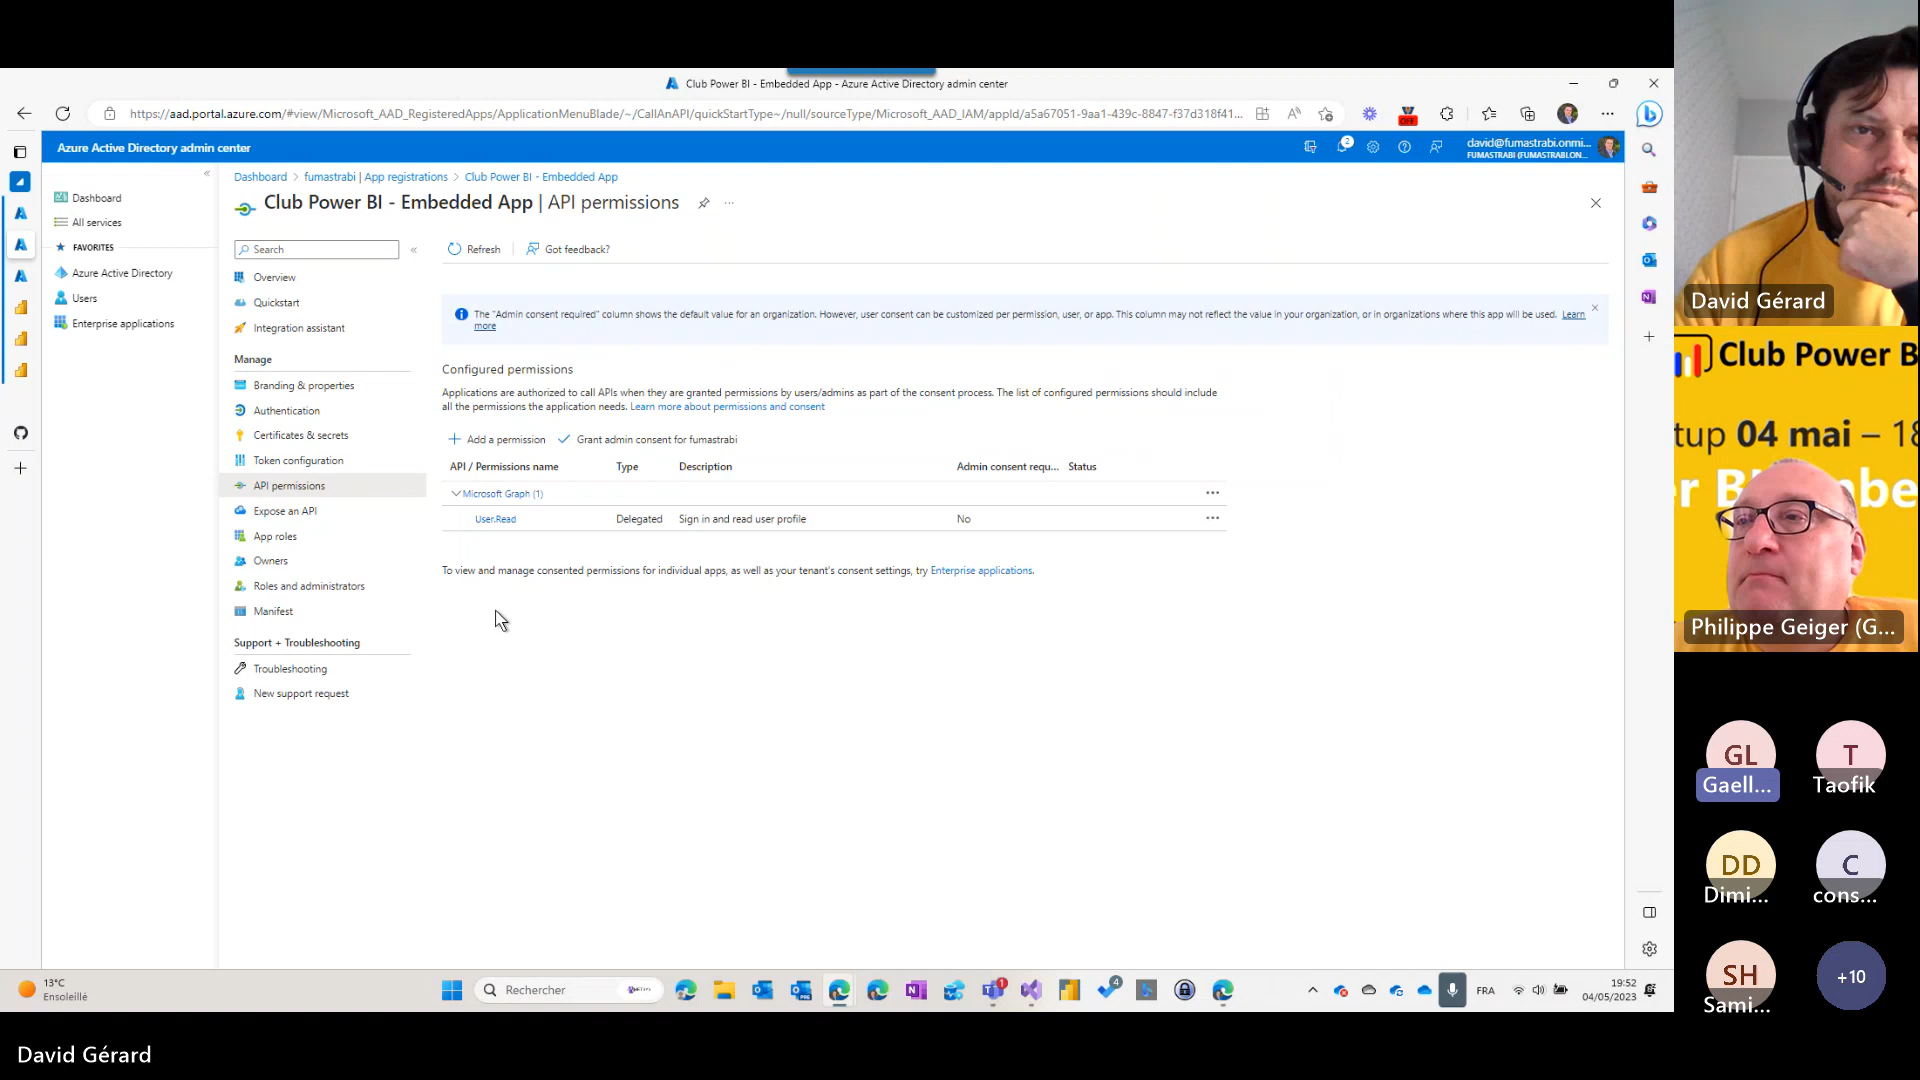 Club Power BI - Embedded App - Azure Active Directory admin center
https://aad.portal.azure.com/#view/Microsoft_AAD_RegisteredApps/ApplicationMenuBlade/~/CallAnAPI/quickStartType~/null/sourceType/Microsoft_AAD_IAM/appId/a5a67051-9aa1-439c-8847-f37d318f41...
OFF
Azure Active Directory admin center
2
david@fumastrabi.onmi...
FUMASTRABI (FUMASTRABI.ON...
Dashboard > fumastrabi | App registrations > Club Power BI - Embedded App
Club Power BI - Embedded App | API permissions
Dashboard
All services
FAVORITES
Azure Active Directory
Users
Enterprise applications
Search
Overview
Quickstart
Integration assistant
Manage
Branding & properties
Authentication
Certificates & secrets
Token configuration
API permissions
Expose an API
App roles
Owners
Roles and administrators
Manifest
Support + Troubleshooting
Troubleshooting
New support request
Refresh
Got feedback?
The "Admin consent required" column shows the default value for an organization. However, user consent can be customized per permission, user, or app. This column may not reflect the value in your organization, or in organizations where this app will be used. Learn
more
Configured permissions
Applications are authorized to call APIs when they are granted permissions by users/admins as part of the consent process. The list of configured permissions should include
all the permissions the application needs. Learn more about permissions and consent
Add a permission
Grant admin consent for fumastrabi
API / Permissions name Type Description Admin consent requ... Status
Microsoft Graph (1)
User.Read Delegated Sign in and read user profile No
To view and manage consented permissions for individual apps, as well as your tenant's consent settings, try Enterprise applications.
13°C
Ensoleillé
Rechercher
1
4
FRA
19:52
04/05/2023
David Gérard
David Gérard
Club Power B
tup 04 mai – 18
r BI mbe
Philippe Geiger (G...
GL
Gaell...
T
Taofik
DD
Dimi...
C
cons...
SH
Sami...
+10